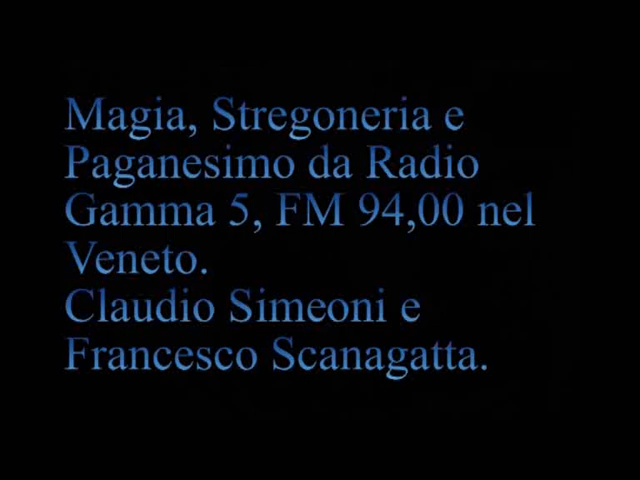 Magia, Stregoneria e
Paganesimo da Radio
Gamma 5, FM 94,00 nel
Veneto.
Claudio Simeoni e
Francesco Scanagatta.